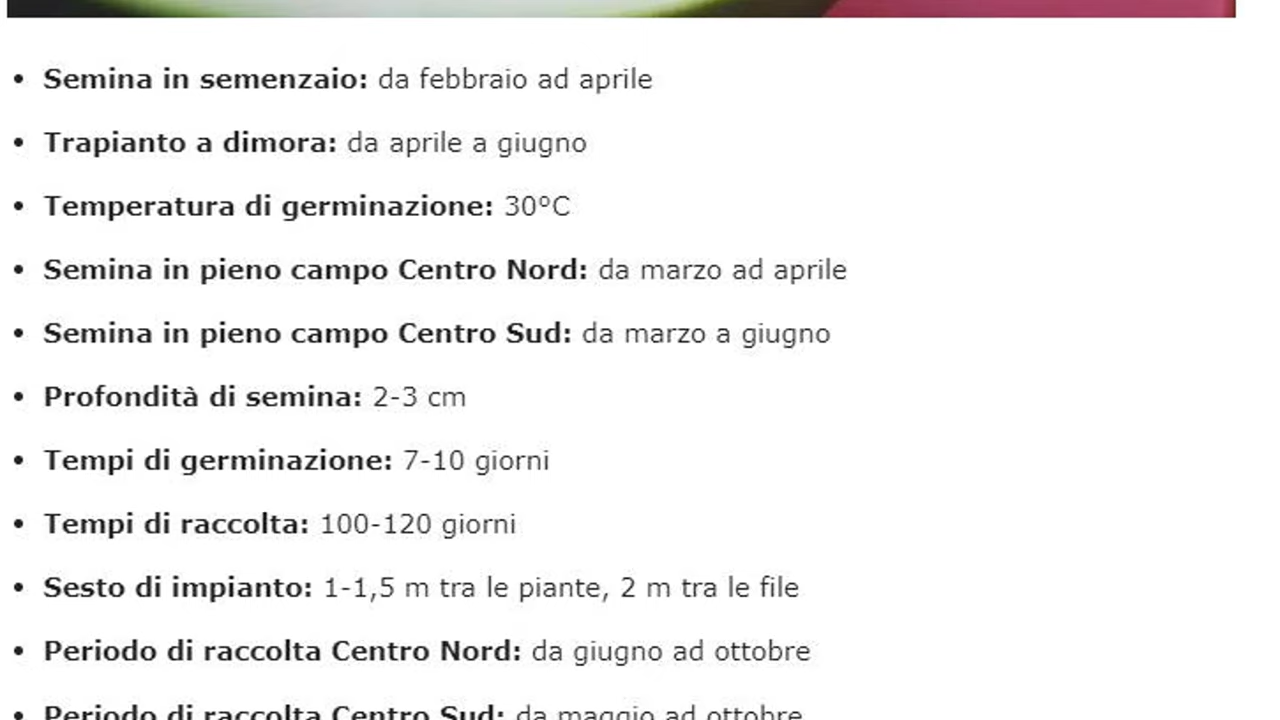 • Semina in semenzaio: da febbraio ad aprile
• Trapianto a dimora: da aprile a giugno
• Temperatura di germinazione: 30°C
• Semina in pieno campo Centro Nord: da marzo ad aprile
• Semina in pieno campo Centro Sud: da marzo a giugno
• Profondità di semina: 2-3 cm
• Tempi di germinazione: 7-10 giorni
• Tempi di raccolta: 100-120 giorni
• Sesto di impianto: 1-1,5 m tra le piante, 2 m tra le file
• Periodo di raccolta Centro Nord: da giugno ad ottobre
• Periodo di raccolta Centro Sud: da maggio ad ottobre